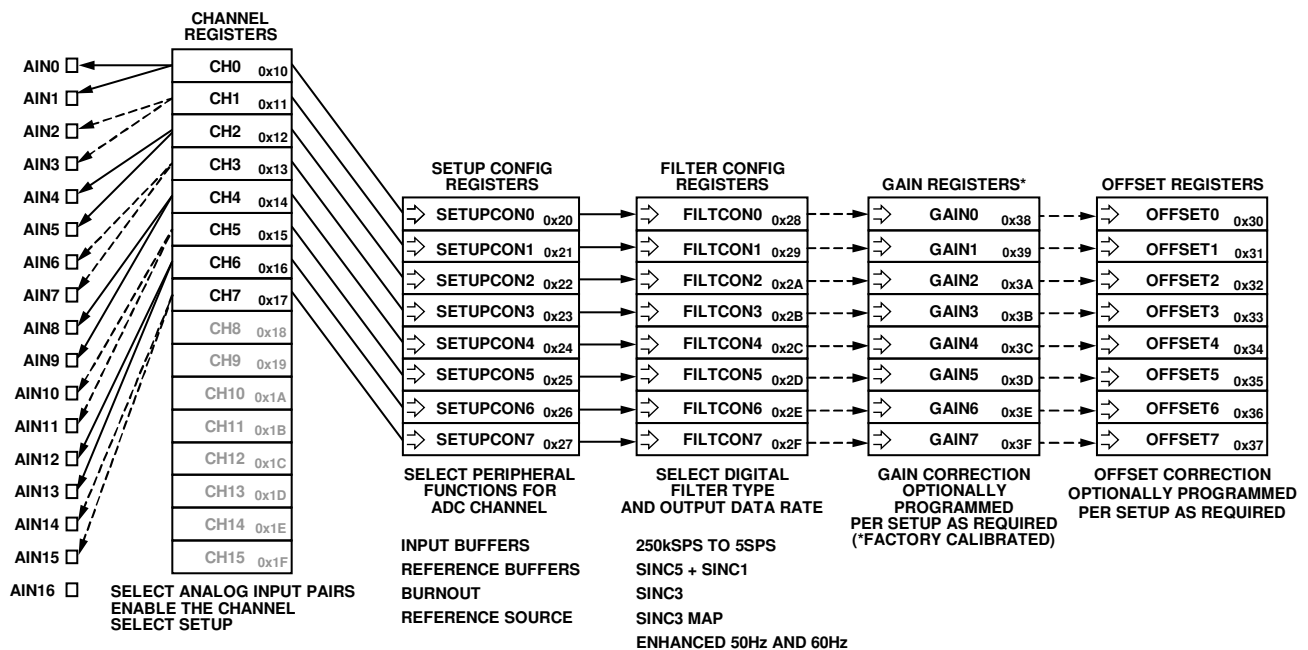 CHANNEL
REGISTERS
AIN0
AIN1
AIN2
AIN3
AIN4
AIN5
AIN6
AIN7
AIN8
AIN9
AIN10
AIN11
AIN12
AIN13
AIN14
AIN15
AIN16
CH0 0x10
CH1 0x11
CH2 0x12
CH3 0x13
CH4 0x14
CH5 0x15
CH6 0x16
CH7 0x17
CH8 0x18
CH9 0x19
CH10 0x1A
CH11 0x1B
CH12 0x1C
CH13 0x1D
CH14 0x1E
CH15 0x1F
SELECT ANALOG INPUT PAIRS
ENABLE THE CHANNEL
SELECT SETUP
SETUP CONFIG
REGISTERS
SETUPCON0 0x20
SETUPCON1 0x21
SETUPCON2 0x22
SETUPCON3 0x23
SETUPCON4 0x24
SETUPCON5 0x25
SETUPCON6 0x26
SETUPCON7 0x27
SELECT PERIPHERAL
FUNCTIONS FOR
ADC CHANNEL
INPUT BUFFERS
REFERENCE BUFFERS
BURNOUT
REFERENCE SOURCE
FILTER CONFIG
REGISTERS
FILTCON0 0x28
FILTCON1 0x29
FILTCON2 0x2A
FILTCON3 0x2B
FILTCON4 0x2C
FILTCON5 0x2D
FILTCON6 0x2E
FILTCON7 0x2F
SELECT DIGITAL
FILTER TYPE
AND OUTPUT DATA RATE
250kSPS TO 5SPS
SINC5 + SINC1
SINC3
SINC3 MAP
ENHANCED 50Hz AND 60Hz
GAIN REGISTERS*
GAIN0 0x38
GAIN1 0x39
GAIN2 0x3A
GAIN3 0x3B
GAIN4 0x3C
GAIN5 0x3D
GAIN6 0x3E
GAIN7 0x3F
GAIN CORRECTION
OPTIONALLY
PROGRAMMED
PER SETUP AS REQUIRED
(*FACTORY CALIBRATED)
OFFSET REGISTERS
OFFSET0 0x30
OFFSET1 0x31
OFFSET2 0x32
OFFSET3 0x33
OFFSET4 0x34
OFFSET5 0x35
OFFSET6 0x36
OFFSET7 0x37
OFFSET CORRECTION
OPTIONALLY PROGRAMMED
PER SETUP AS REQUIRED